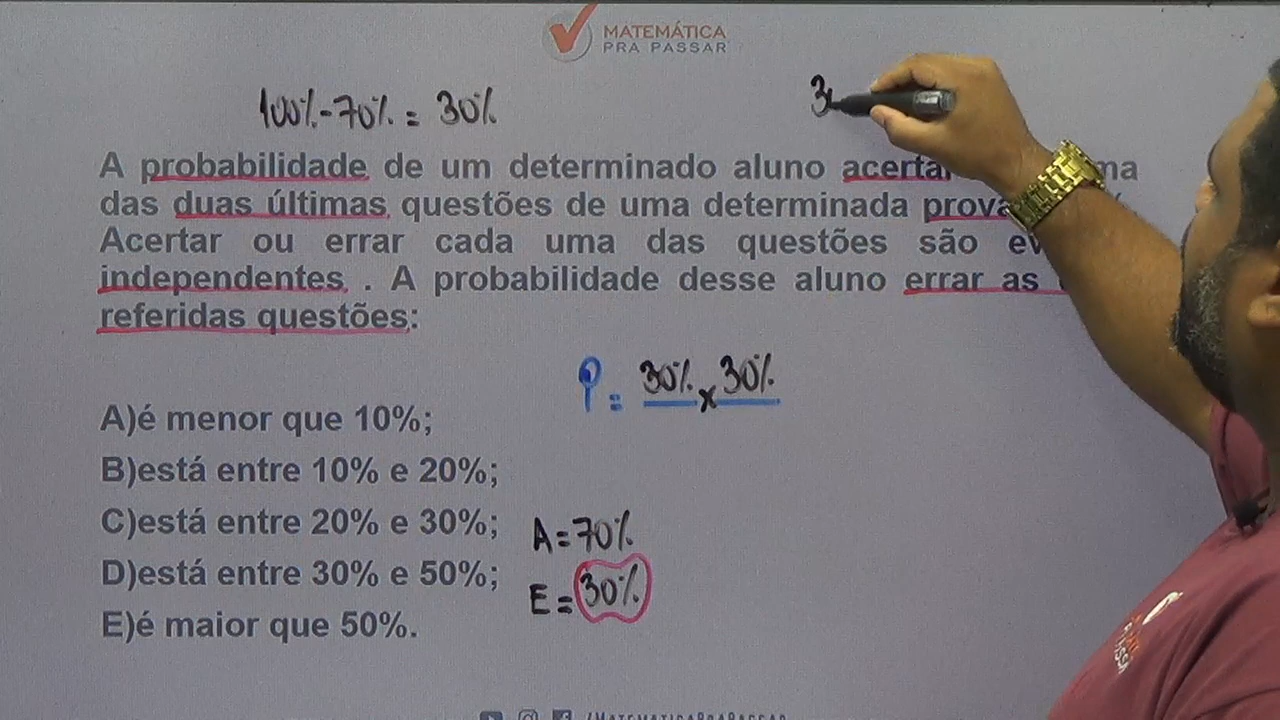 MATEMÁTICA
PRA PASSAR
100%-70% = 30%
3
A probabilidade de um determinado aluno acertar
das duas últimas questões de uma determinada prova
Acertar ou errar cada uma das questões são
independentes . A probabilidade desse aluno errar as
referidas questões:
P = 30% x 30%
A)é menor que 10%;
B)está entre 10% e 20%;
C)está entre 20% e 30%;
D)está entre 30% e 50%;
E)é maior que 50%.
A = 70%
E = 30%
/MATEMATICAPRAPASSAR